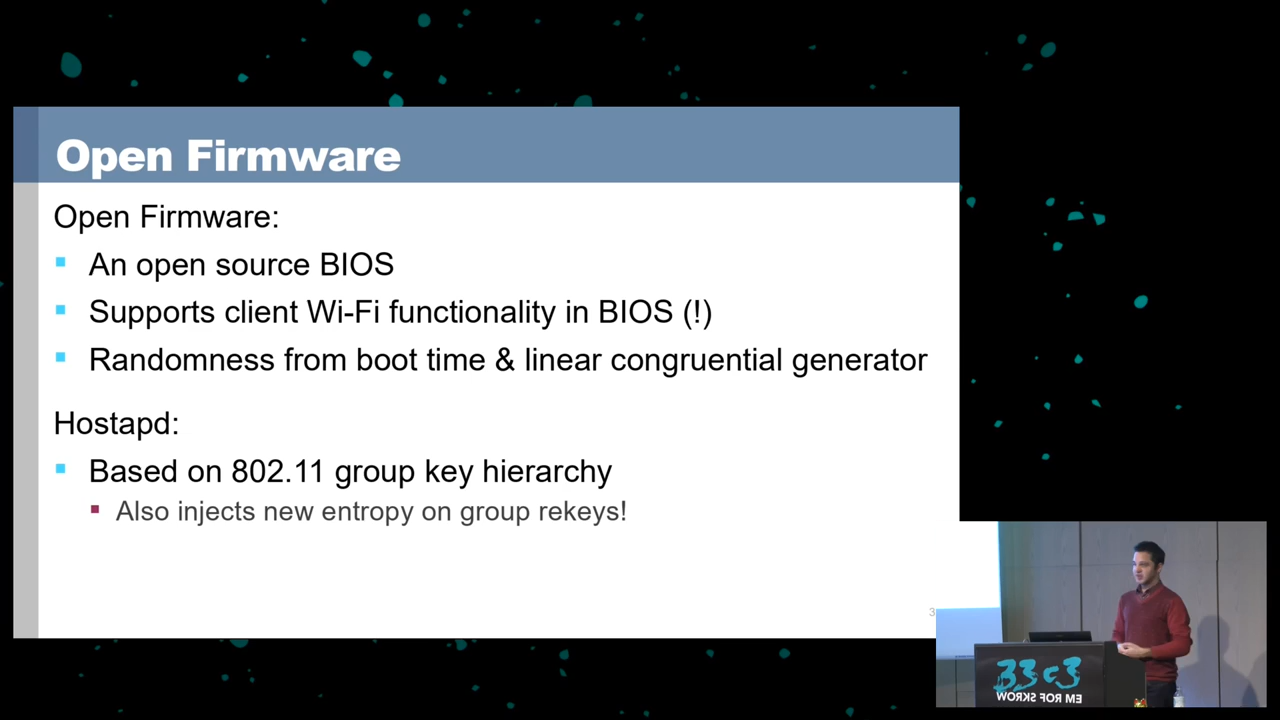 Open Firmware
Open Firmware:
An open source BIOS
Supports client Wi-Fi functionality in BIOS (!)
Randomness from boot time & linear congruential generator
Hostapd:
Based on 802.11 group key hierarchy
Also injects new entropy on group rekeys!
3
33c3
WORKS FOR ME